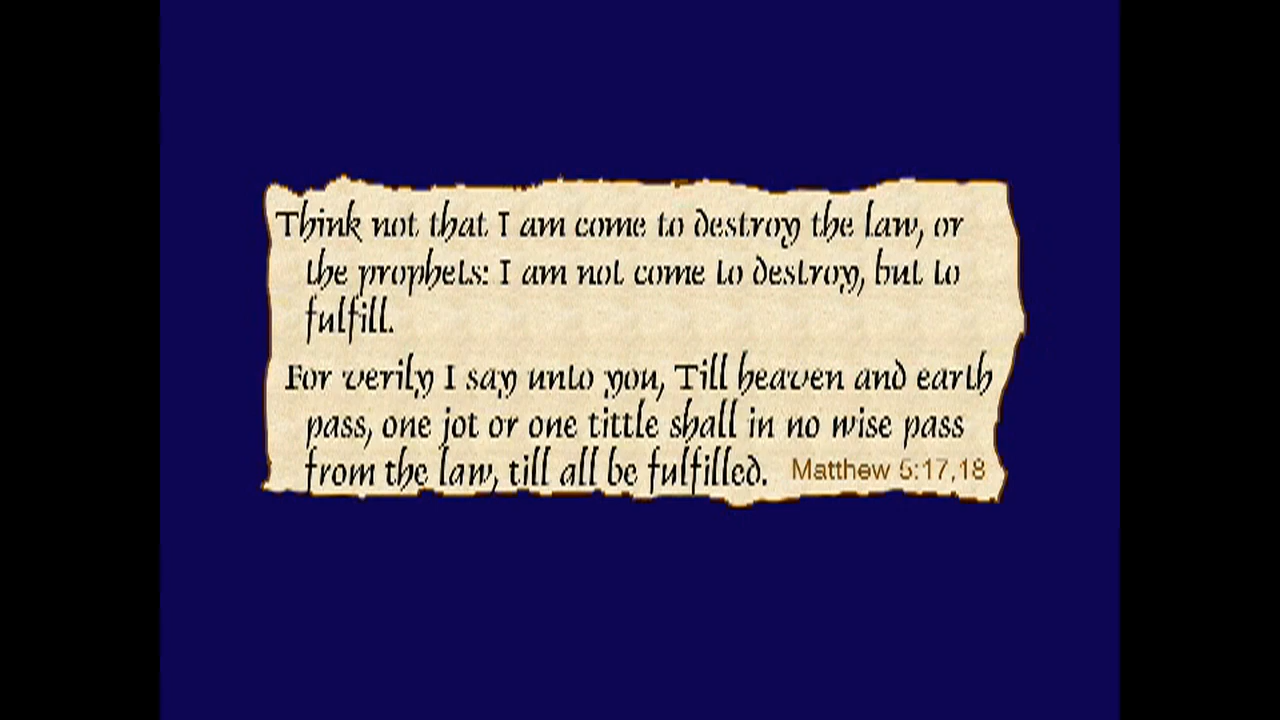 Think not that I am come to destroy the law, or
the prophets: I am not come to destroy, but to
fulfill.
For verily I say unto you, Till heaven and earth
pass, one jot or one tittle shall in no wise pass
from the law, till all be fulfilled. Matthew 5:17,18